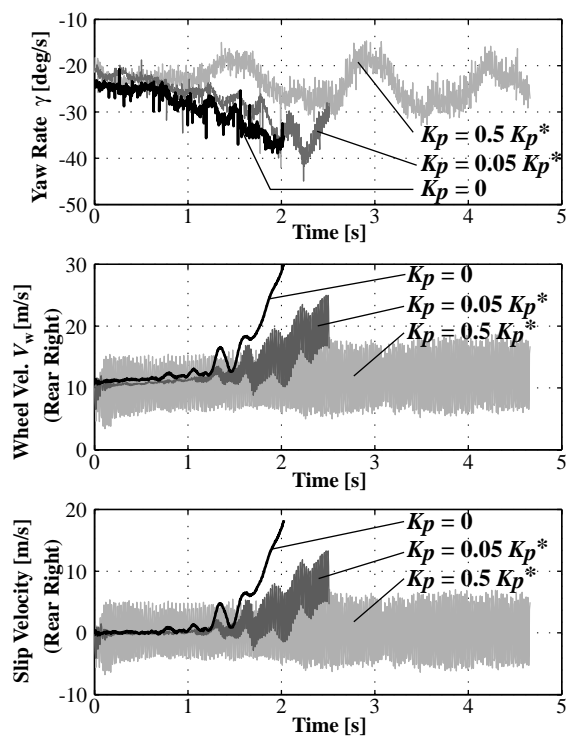 -10
-20
-30
-40
-50
Yaw Rate γ [deg/s]
Kp = 0.5 Kp*
Kp = 0.05 Kp*
Kp = 0
0 1 2 3 4 5
Time [s]
30
20
10
0
Wheel Vel. Vw [m/s]
(Rear Right)
Kp = 0
Kp = 0.05 Kp*
Kp = 0.5 Kp*
0 1 2 3 4 5
Time [s]
20
10
0
-10
Slip Velocity [m/s]
(Rear Right)
Kp = 0
Kp = 0.05 Kp*
Kp = 0.5 Kp*
0 1 2 3 4 5
Time [s]